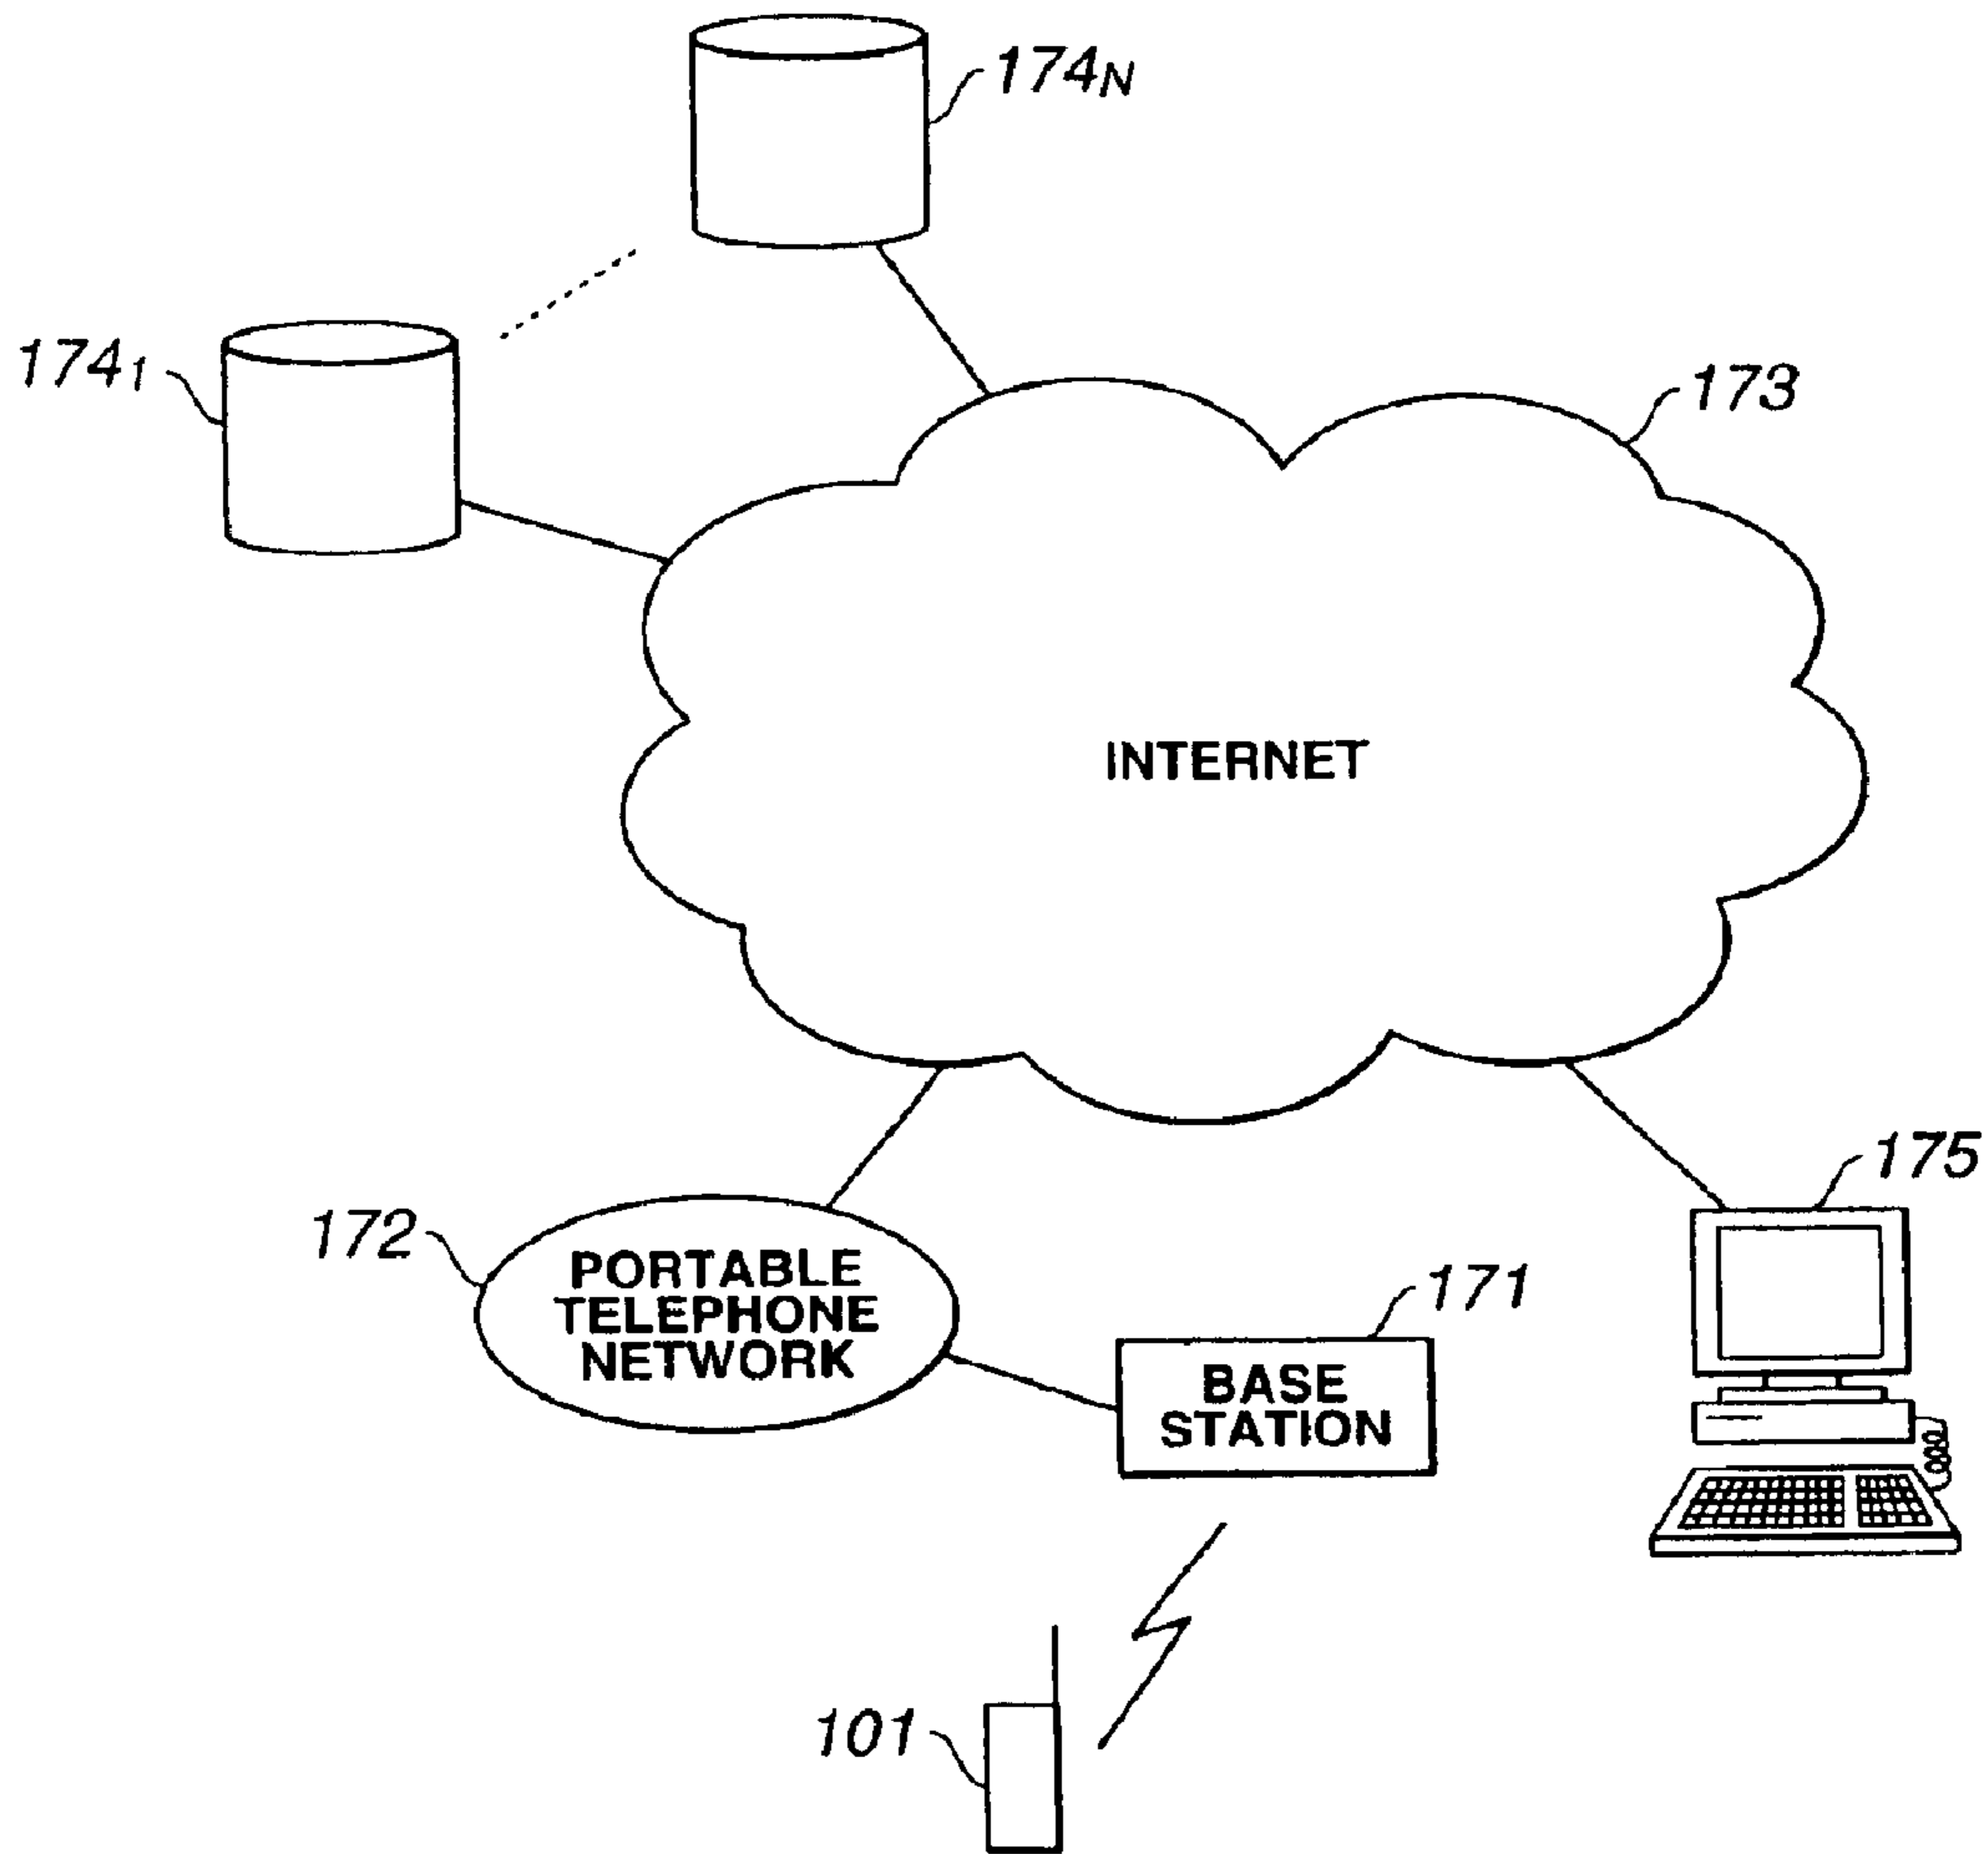 174N
1741
173
INTERNET
175
172
PORTABLE
TELEPHONE
NETWORK
171
BASE
STATION
101